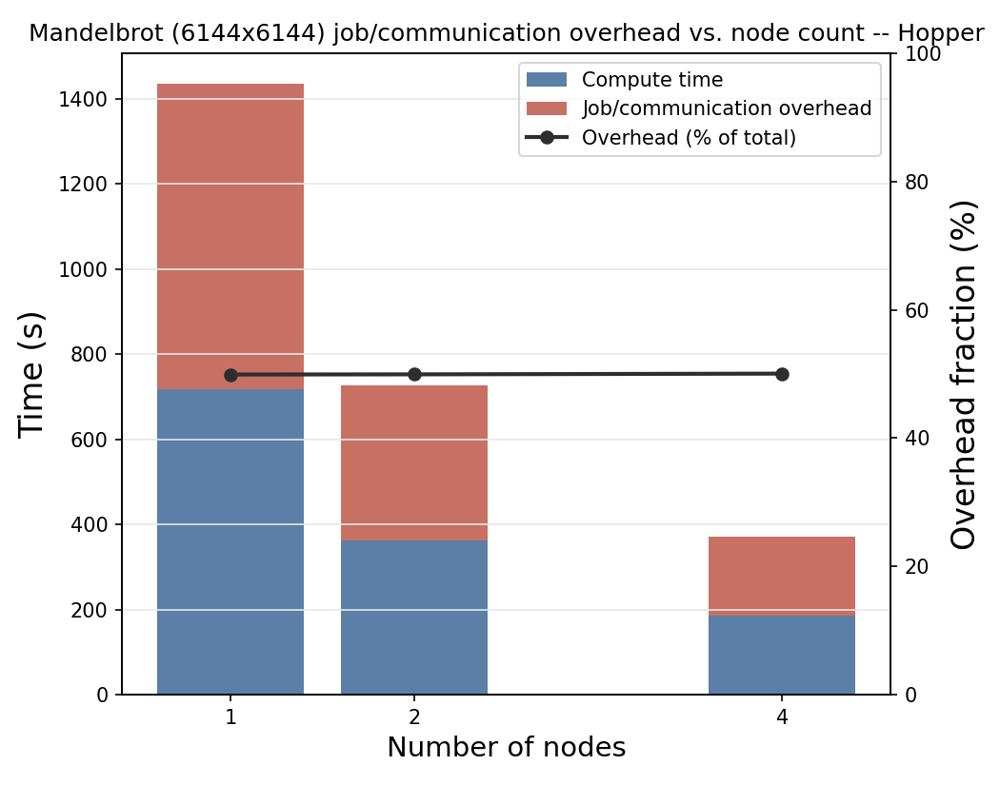 Mandelbrot (6144x6144) job/communication overhead vs. node count -- Hopper
Compute time
Job/communication overhead
Overhead (% of total)
Time (s)
1400
1200
1000
800
600
400
200
0
100
80
60
40
20
0
Overhead fraction (%)
1
2
4
Number of nodes